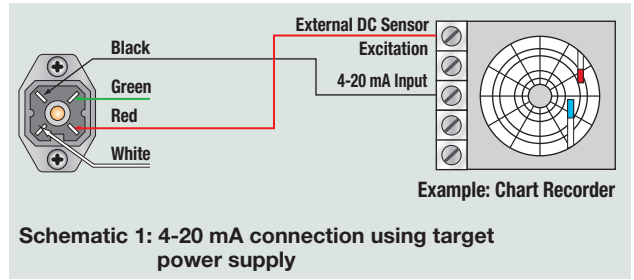 External DC Sensor
Excitation
Black
4-20 mA Input
Green
Red
White
Example: Chart Recorder
Schematic 1: 4-20 mA connection using target
power supply